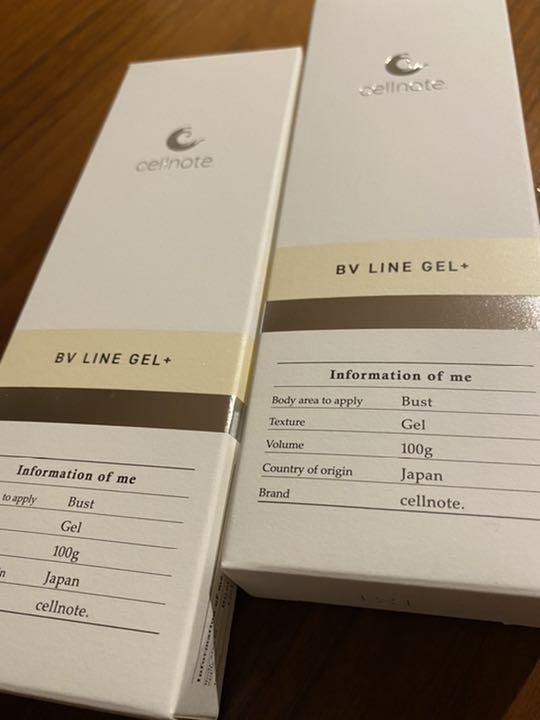 cellnote.
BV LINE GEL+
Information of me
to apply Bust
Gel
100g
Japan
cellnote.
cellnote.
BV LINE GEL+
Information of me
Body area to apply Bust
Texture Gel
Volume 100g
Country of origin Japan
Brand cellnote.